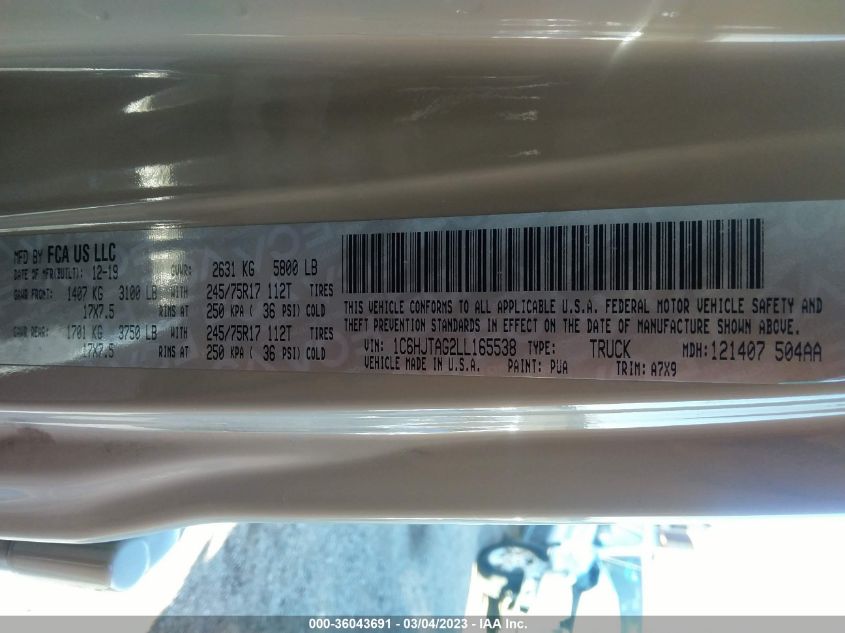 MFD BY FCA US LLC
DATE OF MFR(BUILT): 12-19 GVWR: 2631 KG 5800 LB
GAWR FRONT: 1407 KG 3100 LB WITH 245/75R17 112T TIRES
17X7.5 RIMS AT 250 KPA ( 36 PSI) COLD
GAWR REAR: 1701 KG 3750 LB WITH 245/75R17 112T TIRES
17X7.5 RIMS AT 250 KPA ( 36 PSI) COLD
THIS VEHICLE CONFORMS TO ALL APPLICABLE U.S.A. FEDERAL MOTOR VEHICLE SAFETY AND
THEFT PREVENTION STANDARDS IN EFFECT ON THE DATE OF MANUFACTURE SHOWN ABOVE.
VIN: 1C6HJTAG2LL165538 TYPE: TRUCK MDH: 121407 504AA
VEHICLE MADE IN U.S.A. PAINT: PUA TRIM: A7X9
000-36043691 - 03/04/2023 - IAA Inc.